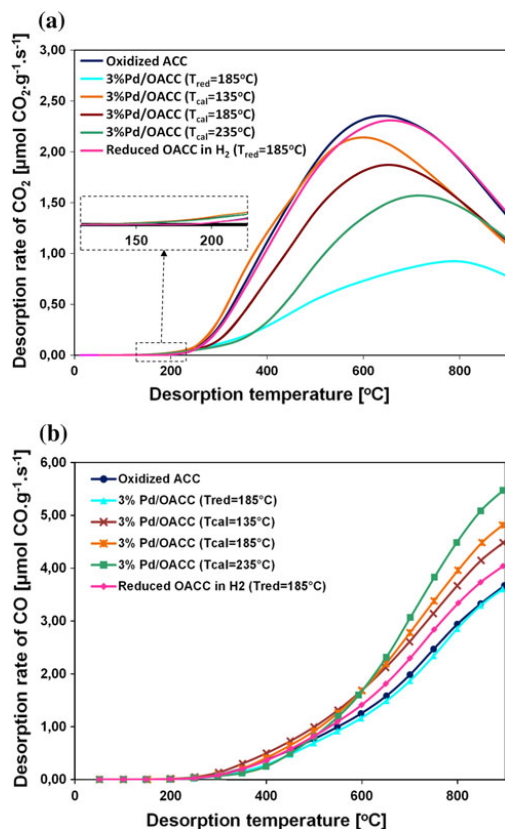 (a)
3,00
2,50
2,00
1,50
1,00
0,50
0,00
Desorption rate of CO₂ [µmol CO₂.g⁻¹.s⁻¹]
Oxidized ACC
3%Pd/OACC (Tred=185°C)
3%Pd/OACC (Tcal=135°C)
3%Pd/OACC (Tcal=185°C)
3%Pd/OACC (Tcal=235°C)
Reduced OACC in H₂ (Tred=185°C)
150 200
0 200 400 600 800
Desorption temperature [°C]
(b)
6,00
5,00
4,00
3,00
2,00
1,00
0,00
Desorption rate of CO [µmol CO.g⁻¹.s⁻¹]
Oxidized ACC
3% Pd/OACC (Tred=185°C)
3% Pd/OACC (Tcal=135°C)
3% Pd/OACC (Tcal=185°C)
3% Pd/OACC (Tcal=235°C)
Reduced OACC in H2 (Tred=185°C)
0 200 400 600 800
Desorption temperature [°C]